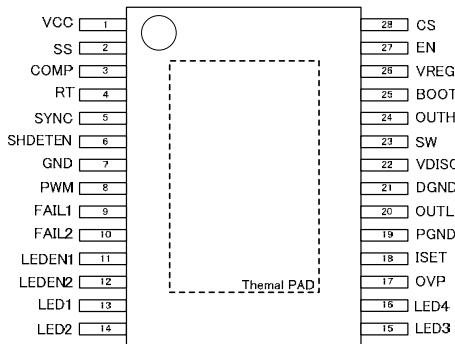 VCC 1
SS 2
COMP 3
RT 4
SYNC 5
SHDETEN 6
GND 7
PWM 8
FAIL1 9
FAIL2 10
LEDEN1 11
LEDEN2 12
LED1 13
LED2 14
28 CS
27 EN
26 VREG
25 BOOT
24 OUTH
23 SW
22 VDISC
21 DGND
20 OUTL
19 PGND
18 ISET
17 OVP
16 LED4
15 LED3
Themal PAD